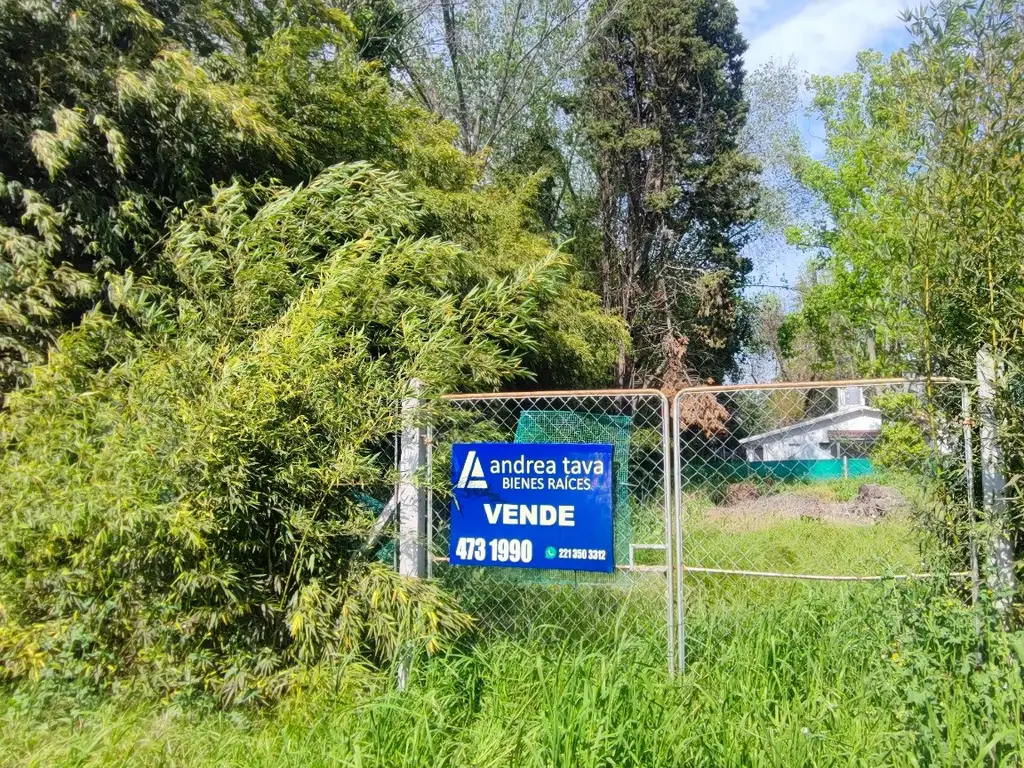 andrea tava
BIENES RAÍCES.
VENDE
473 1990
221 350 3312